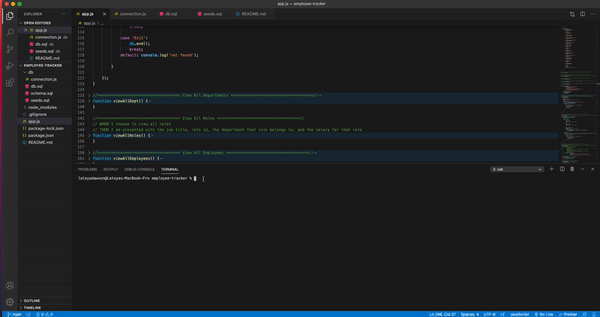 app.js — employee-tracker
EXPLORER
OPEN EDITORS
app.js
connection.js db
db.sql db
seeds.sql db
README.md
EMPLOYEE-TRACKER
db
connection.js
db.sql
schema.sql
seeds.sql
node_modules
.gitignore
app.js
package-lock.json
package.json
README.md
OUTLINE
TIMELINE
app.js
connection.js
db.sql
seeds.sql
README.md
app.js
case 'Exit':
db.end();
break;
default: console.log('not found');
}
});
}
View All Departments
function viewAllDept() {
}
View All Roles
// WHEN I choose to view all roles
// THEN I am presented with the job title, role id, the department that role belongs to, and the salary for that role
function viewAllRoles() {
}
View All Employees
function viewAllEmployees() {
PROBLEMS OUTPUT DEBUG CONSOLE TERMINAL
zsh
latoyadawson@Latoyas-MacBook-Pro employee-tracker %
main
Spaces: 4 UTF-8 LF JavaScript Go Live Prettier